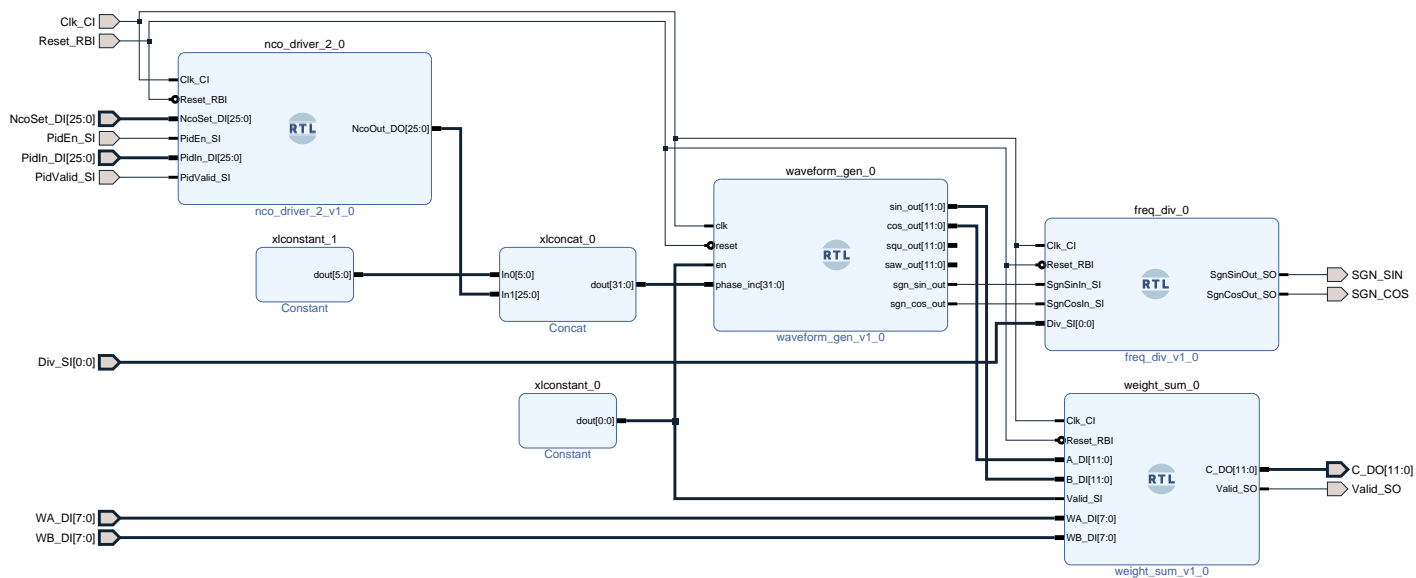 Clk_CI
Reset_RBI
NcoSet_DI[25:0]
PidEn_SI
PidIn_DI[25:0]
PidValid_SI
nco_driver_2_0
Clk_CI
Reset_RBI
NcoSet_DI[25:0]
PidEn_SI
PidIn_DI[25:0]
PidValid_SI
RTL
NcoOut_DO[25:0]
nco_driver_2_v1_0
xlconstant_1
dout[5:0]
Constant
xlconcat_0
In0[5:0]
In1[25:0]
dout[31:0]
Concat
waveform_gen_0
clk
reset
en
phase_inc[31:0]
RTL
sin_out[11:0]
cos_out[11:0]
squ_out[11:0]
saw_out[11:0]
sgn_sin_out
sgn_cos_out
waveform_gen_v1_0
freq_div_0
Clk_CI
Reset_RBI
SgnSinIn_SI
SgnCosIn_SI
Div_SI[0:0]
RTL
SgnSinOut_SO
SgnCosOut_SO
freq_div_v1_0
SGN_SIN
SGN_COS
Div_SI[0:0]
xlconstant_0
dout[0:0]
Constant
weight_sum_0
Clk_CI
Reset_RBI
A_DI[11:0]
B_DI[11:0]
Valid_SI
WA_DI[7:0]
WB_DI[7:0]
RTL
C_DO[11:0]
Valid_SO
weight_sum_v1_0
C_DO[11:0]
Valid_SO
WA_DI[7:0]
WB_DI[7:0]